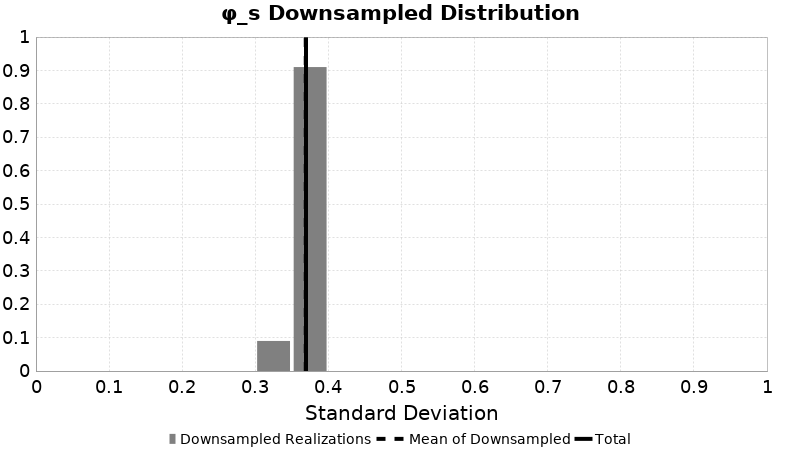 φ_s Downsampled Distribution
1
0.9
0.8
0.7
0.6
0.5
0.4
0.3
0.2
0.1
0
0 0.1 0.2 0.3 0.4 0.5 0.6 0.7 0.8 0.9 1
Standard Deviation
Downsampled Realizations Mean of Downsampled Total